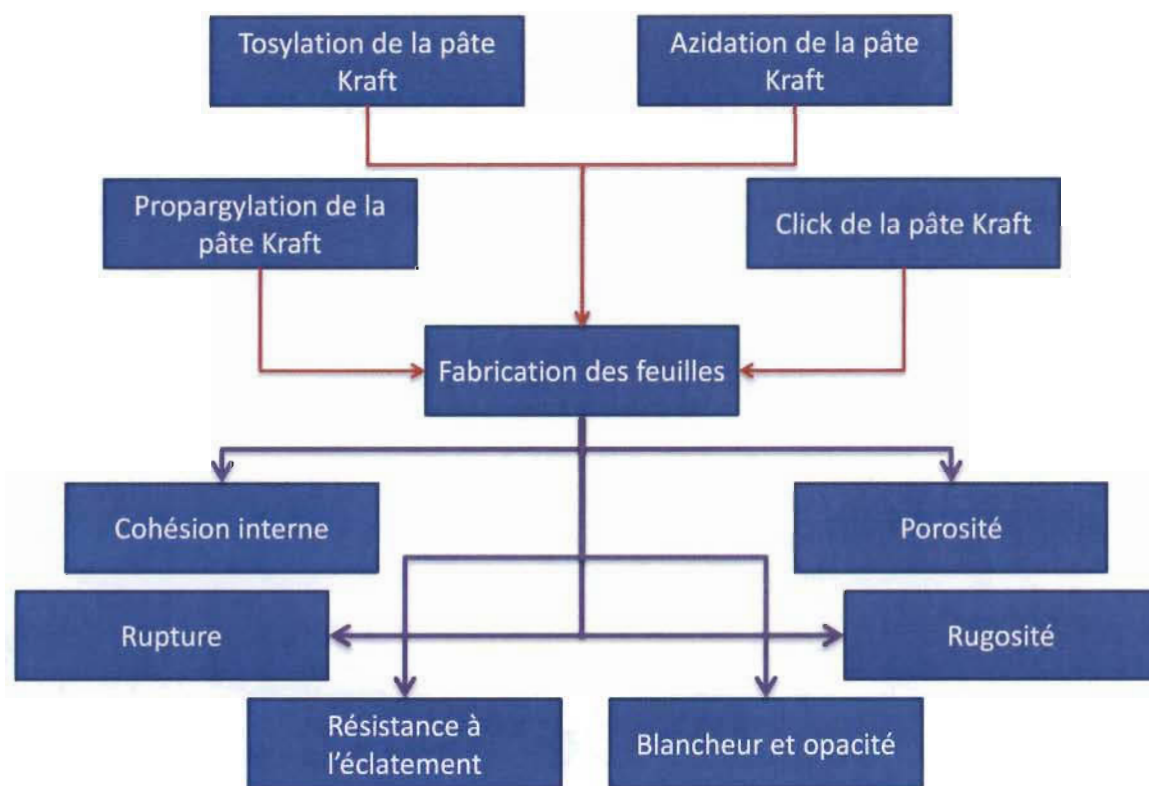 Tosylation de la pâte
Kraft
Azidation de la pâte
Kraft
Propargylation de la
pâte Kraft
Click de la pâte Kraft
Fabrication des feuilles
Cohésion interne
Porosité
Rupture
Rugosité
Résistance à
l'éclatement
Blancheur et opacité